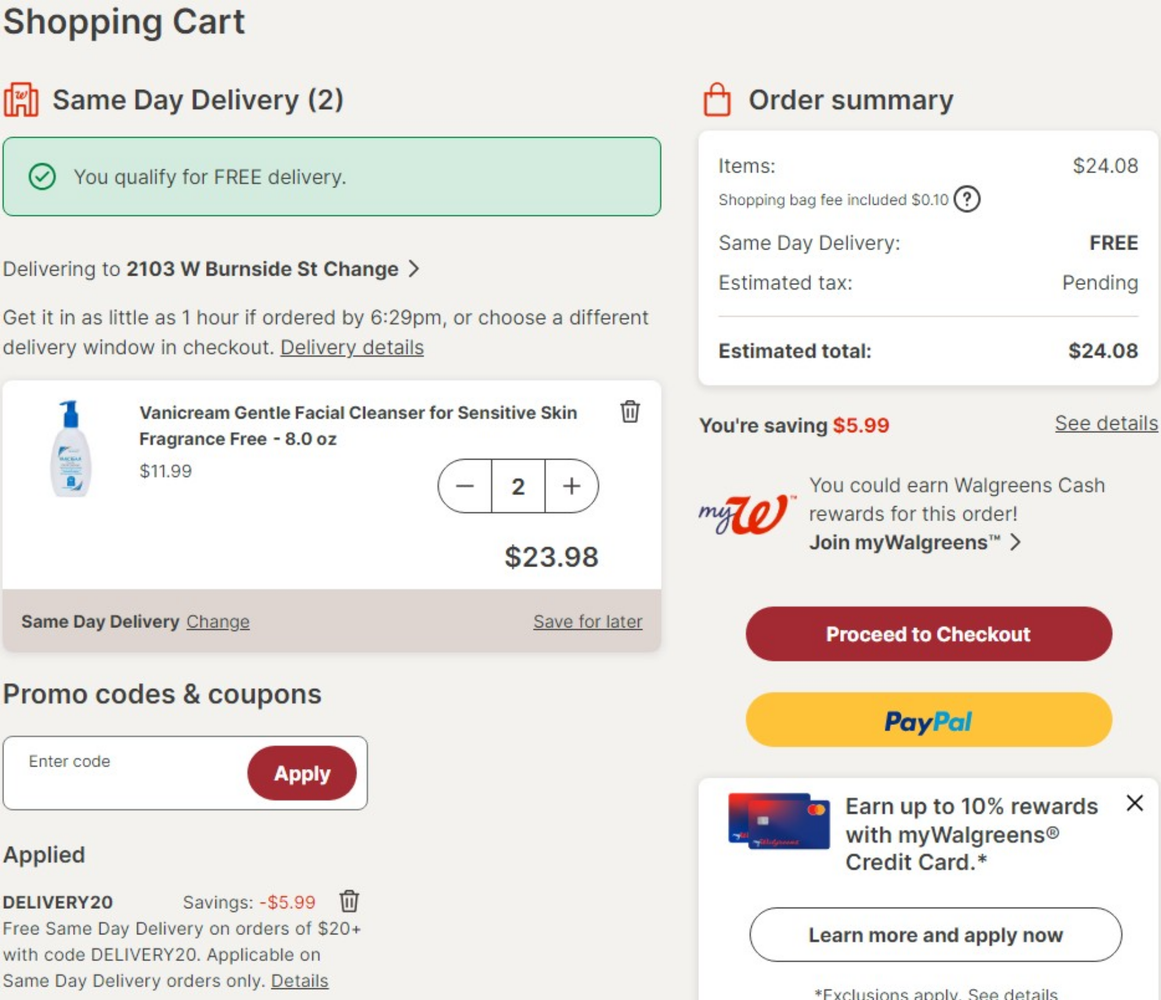 Shopping Cart
Same Day Delivery (2)
You qualify for FREE delivery.
Delivering to 2103 W Burnside St Change >
Get it in as little as 1 hour if ordered by 6:29pm, or choose a different
delivery window in checkout. Delivery details
Vanicream Gentle Facial Cleanser for Sensitive Skin
Fragrance Free - 8.0 oz
$11.99
− 2 +
$23.98
Same Day Delivery Change
Save for later
Promo codes & coupons
Enter code
Apply
Applied
DELIVERY20 Savings: -$5.99
Free Same Day Delivery on orders of $20+
with code DELIVERY20. Applicable on
Same Day Delivery orders only. Details
Order summary
Items: $24.08
Shopping bag fee included $0.10 ?
Same Day Delivery: FREE
Estimated tax: Pending
Estimated total: $24.08
You're saving $5.99
See details
myW™
You could earn Walgreens Cash
rewards for this order!
Join myWalgreens™ >
Proceed to Checkout
PayPal
Earn up to 10% rewards
with myWalgreens®
Credit Card.*
Learn more and apply now
*Exclusions apply. See details